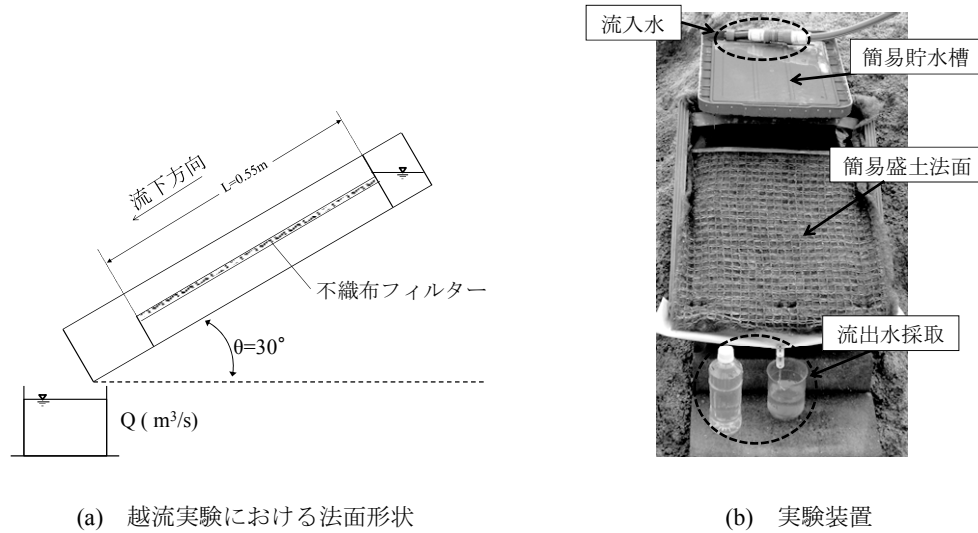 流下方向
L=0.55m
不織布フィルター
θ=30°
Q ( m³/s)
(a) 越流実験における法面形状
流入水
簡易貯水槽
簡易盛土法面
流出水採取
(b) 実験装置